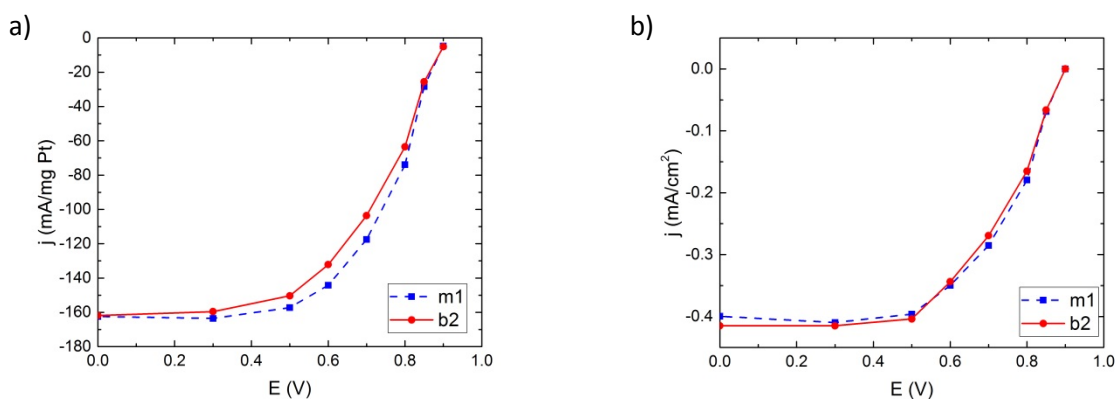 a)
0
-20
-40
-60
-80
-100
-120
-140
-160
-180
j (mA/mg Pt)
0.0 0.2 0.4 0.6 0.8 1.0
E (V)
m1
b2
b)
0.0
-0.1
-0.2
-0.3
-0.4
j (mA/cm²)
0.0 0.2 0.4 0.6 0.8 1.0
E (V)
m1
b2